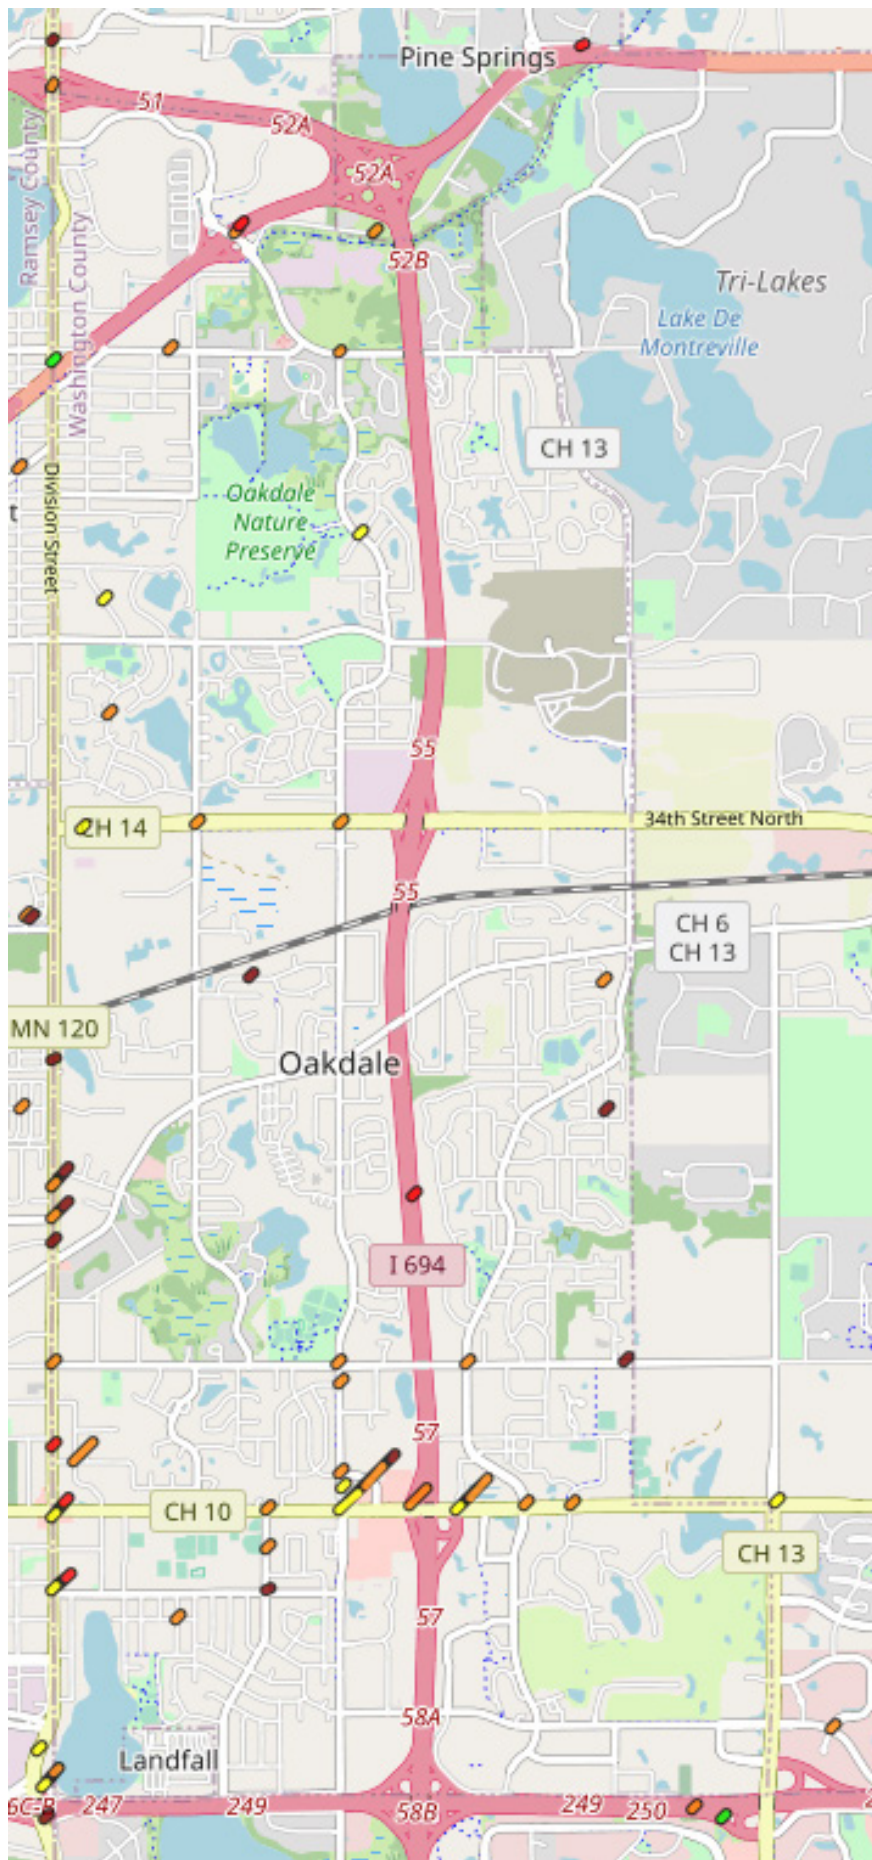 Pine Springs
51
52A
52A
Ramsey County
Washington County
52B
Tri-Lakes
Lake De
Montreville
CH 13
Division Street
Oakdale
Nature
Preserve
t
55
CH 14
34th Street North
55
CH 6
CH 13
MN 120
Oakdale
I 694
57
CH 10
CH 13
57
58A
Landfall
247
249
58B
249
250
2